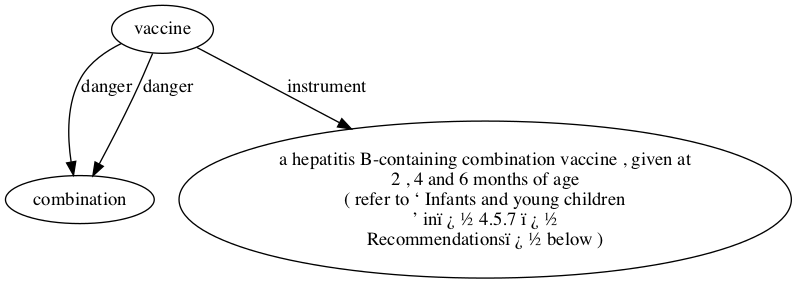 vaccine
danger
danger
instrument
combination
a hepatitis B-containing combination vaccine , given at
2 , 4 and 6 months of age
( refer to ‘ Infants and young children
’ inï ¿ ½ 4.5.7 ï ¿ ½
Recommendationsï ¿ ½ below )